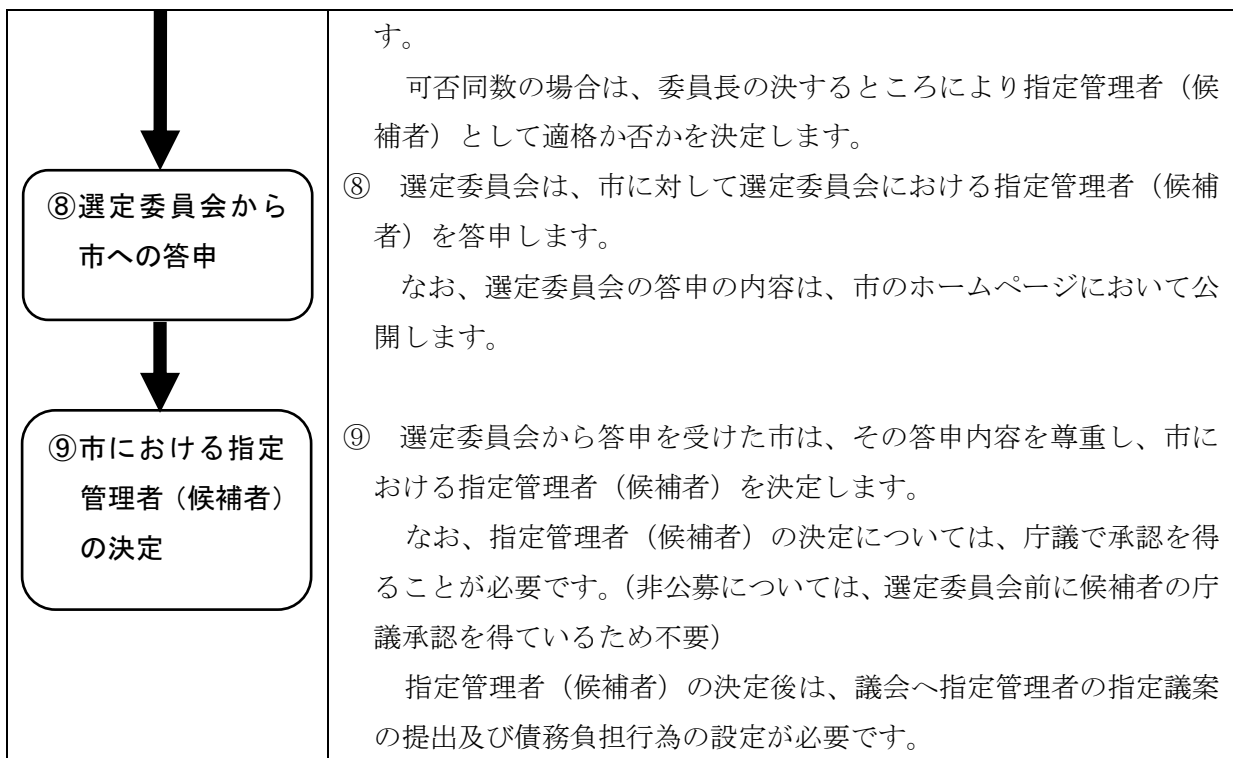 す。
可否同数の場合は、委員長の決するところにより指定管理者（候
補者）として適格か否かを決定します。
⑧選定委員会から
市への答申
⑧　選定委員会は、市に対して選定委員会における指定管理者（候補
者）を答申します。
なお、選定委員会の答申の内容は、市のホームページにおいて公
開します。
⑨市における指定
管理者（候補者）
の決定
⑨　選定委員会から答申を受けた市は、その答申内容を尊重し、市に
おける指定管理者（候補者）を決定します。
なお、指定管理者（候補者）の決定については、庁議で承認を得
ることが必要です。（非公募については、選定委員会前に候補者の庁
議承認を得ているため不要）
指定管理者（候補者）の決定後は、議会へ指定管理者の指定議案
の提出及び債務負担行為の設定が必要です。